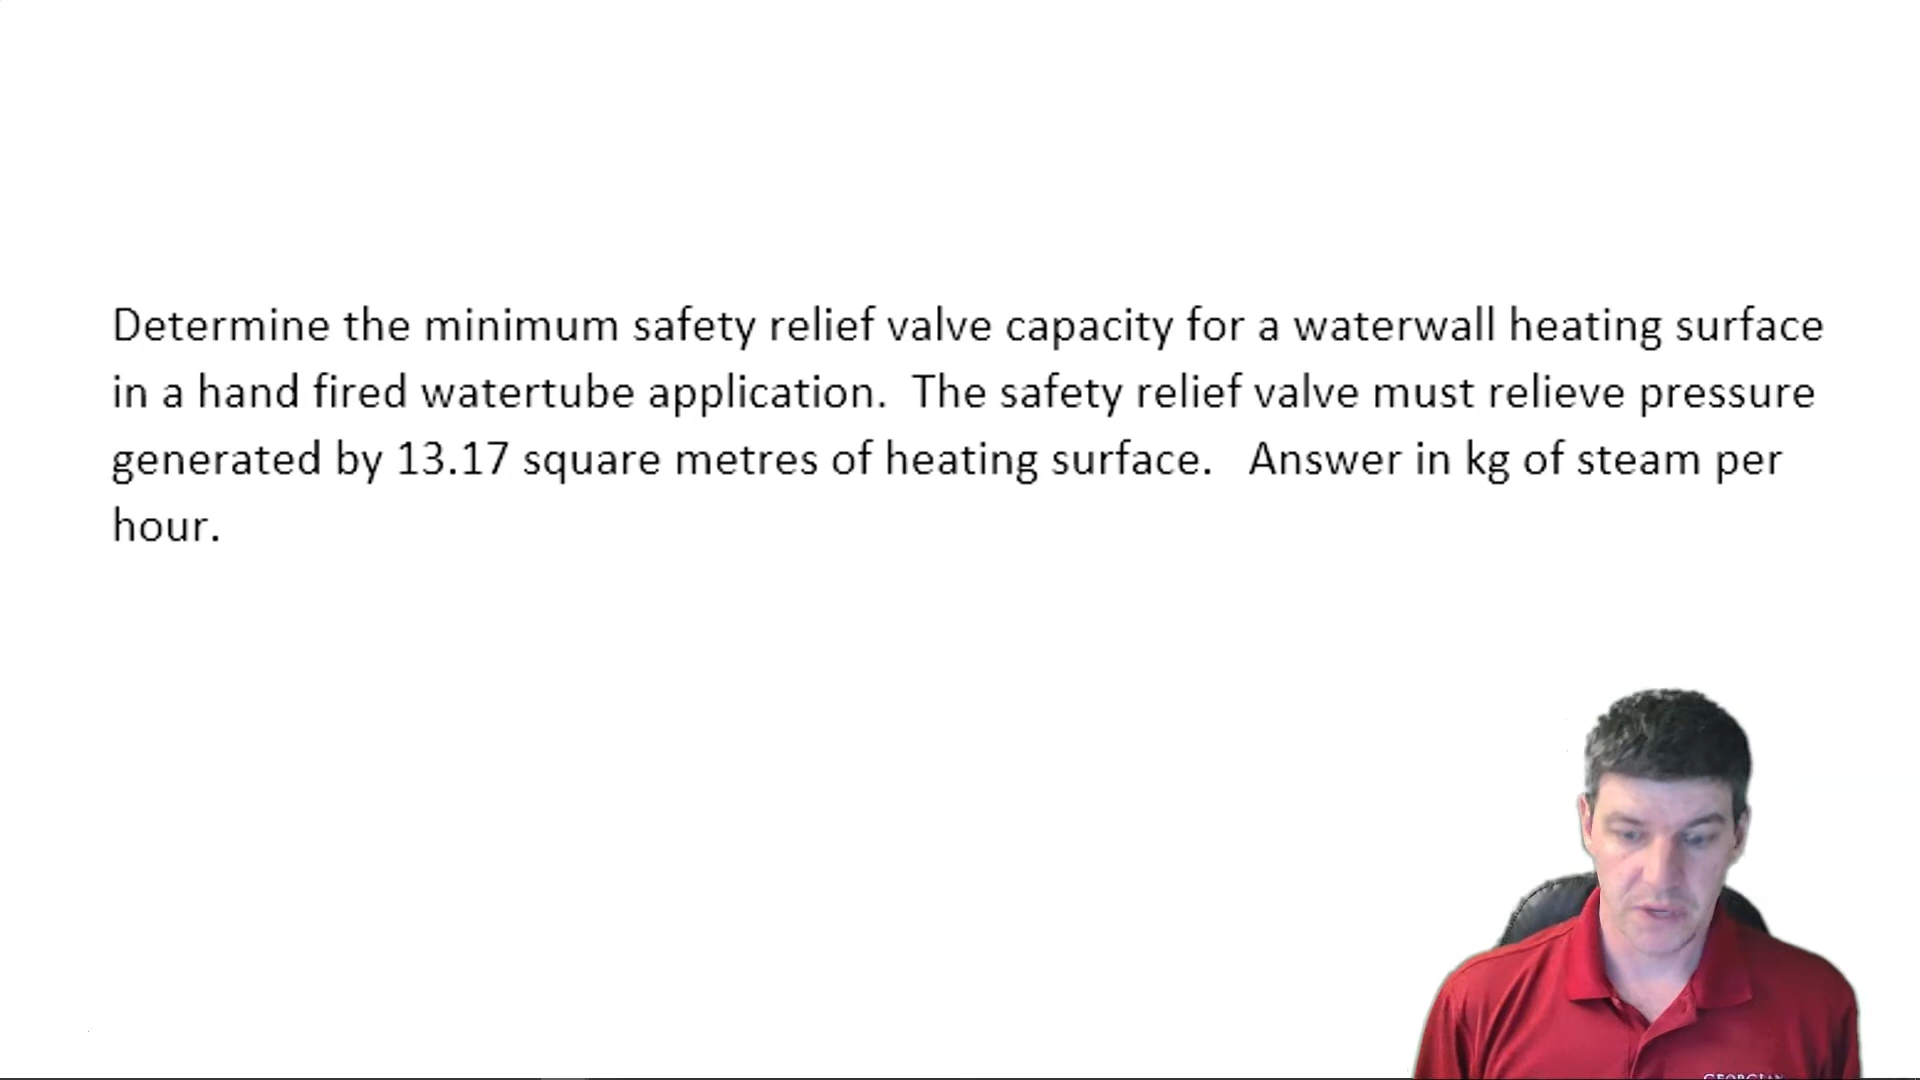 Determine the minimum safety relief valve capacity for a waterwall heating surface
in a hand fired watertube application.  The safety relief valve must relieve pressure
generated by 13.17 square metres of heating surface.   Answer in kg of steam per
hour.
GEORGIAN